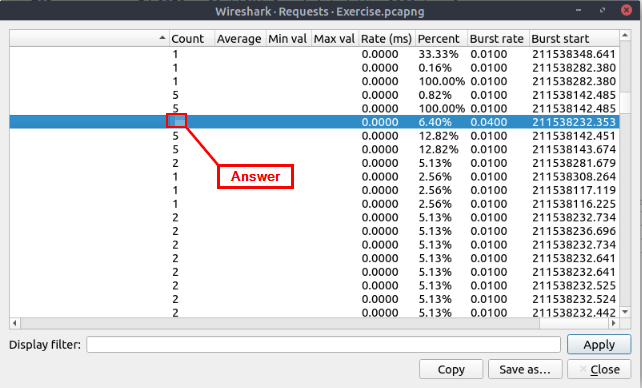 Wireshark · Requests · Exercise.pcapng
Count Average Min val Max val Rate (ms) Percent Burst rate Burst start
1 0.0000 33.33% 0.0100 211538348.641
1 0.0000 0.16% 0.0100 211538282.380
1 0.0000 100.00% 0.0100 211538282.380
5 0.0000 0.82% 0.0100 211538142.485
5 0.0000 100.00% 0.0100 211538142.485
0.0000 6.40% 0.0400 211538232.353
5 0.0000 12.82% 0.0100 211538142.451
5 0.0000 12.82% 0.0100 211538143.674
2 0.0000 5.13% 0.0100 211538281.679
1 0.0000 2.56% 0.0100 211538308.264
1 0.0000 2.56% 0.0100 211538117.119
1 0.0000 2.56% 0.0100 211538116.225
2 0.0000 5.13% 0.0100 211538232.734
2 0.0000 5.13% 0.0100 211538236.696
2 0.0000 5.13% 0.0100 211538232.734
2 0.0000 5.13% 0.0100 211538232.641
2 0.0000 5.13% 0.0100 211538232.641
2 0.0000 5.13% 0.0100 211538232.525
2 0.0000 5.13% 0.0100 211538232.524
2 0.0000 5.13% 0.0100 211538232.442
Answer
Display filter:
Apply
Copy
Save as...
Close